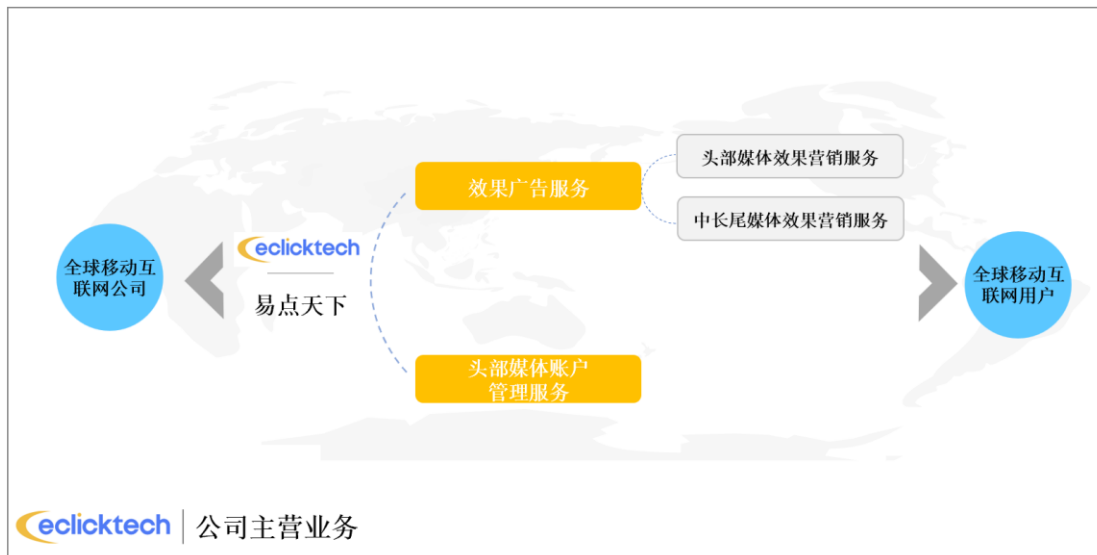 头部媒体效果营销服务
效果广告服务
中长尾媒体效果营销服务
eclicktech
全球移动互
联网公司
易点天下
全球移动互
联网用户
头部媒体账户
管理服务
eclicktech
公司主营业务